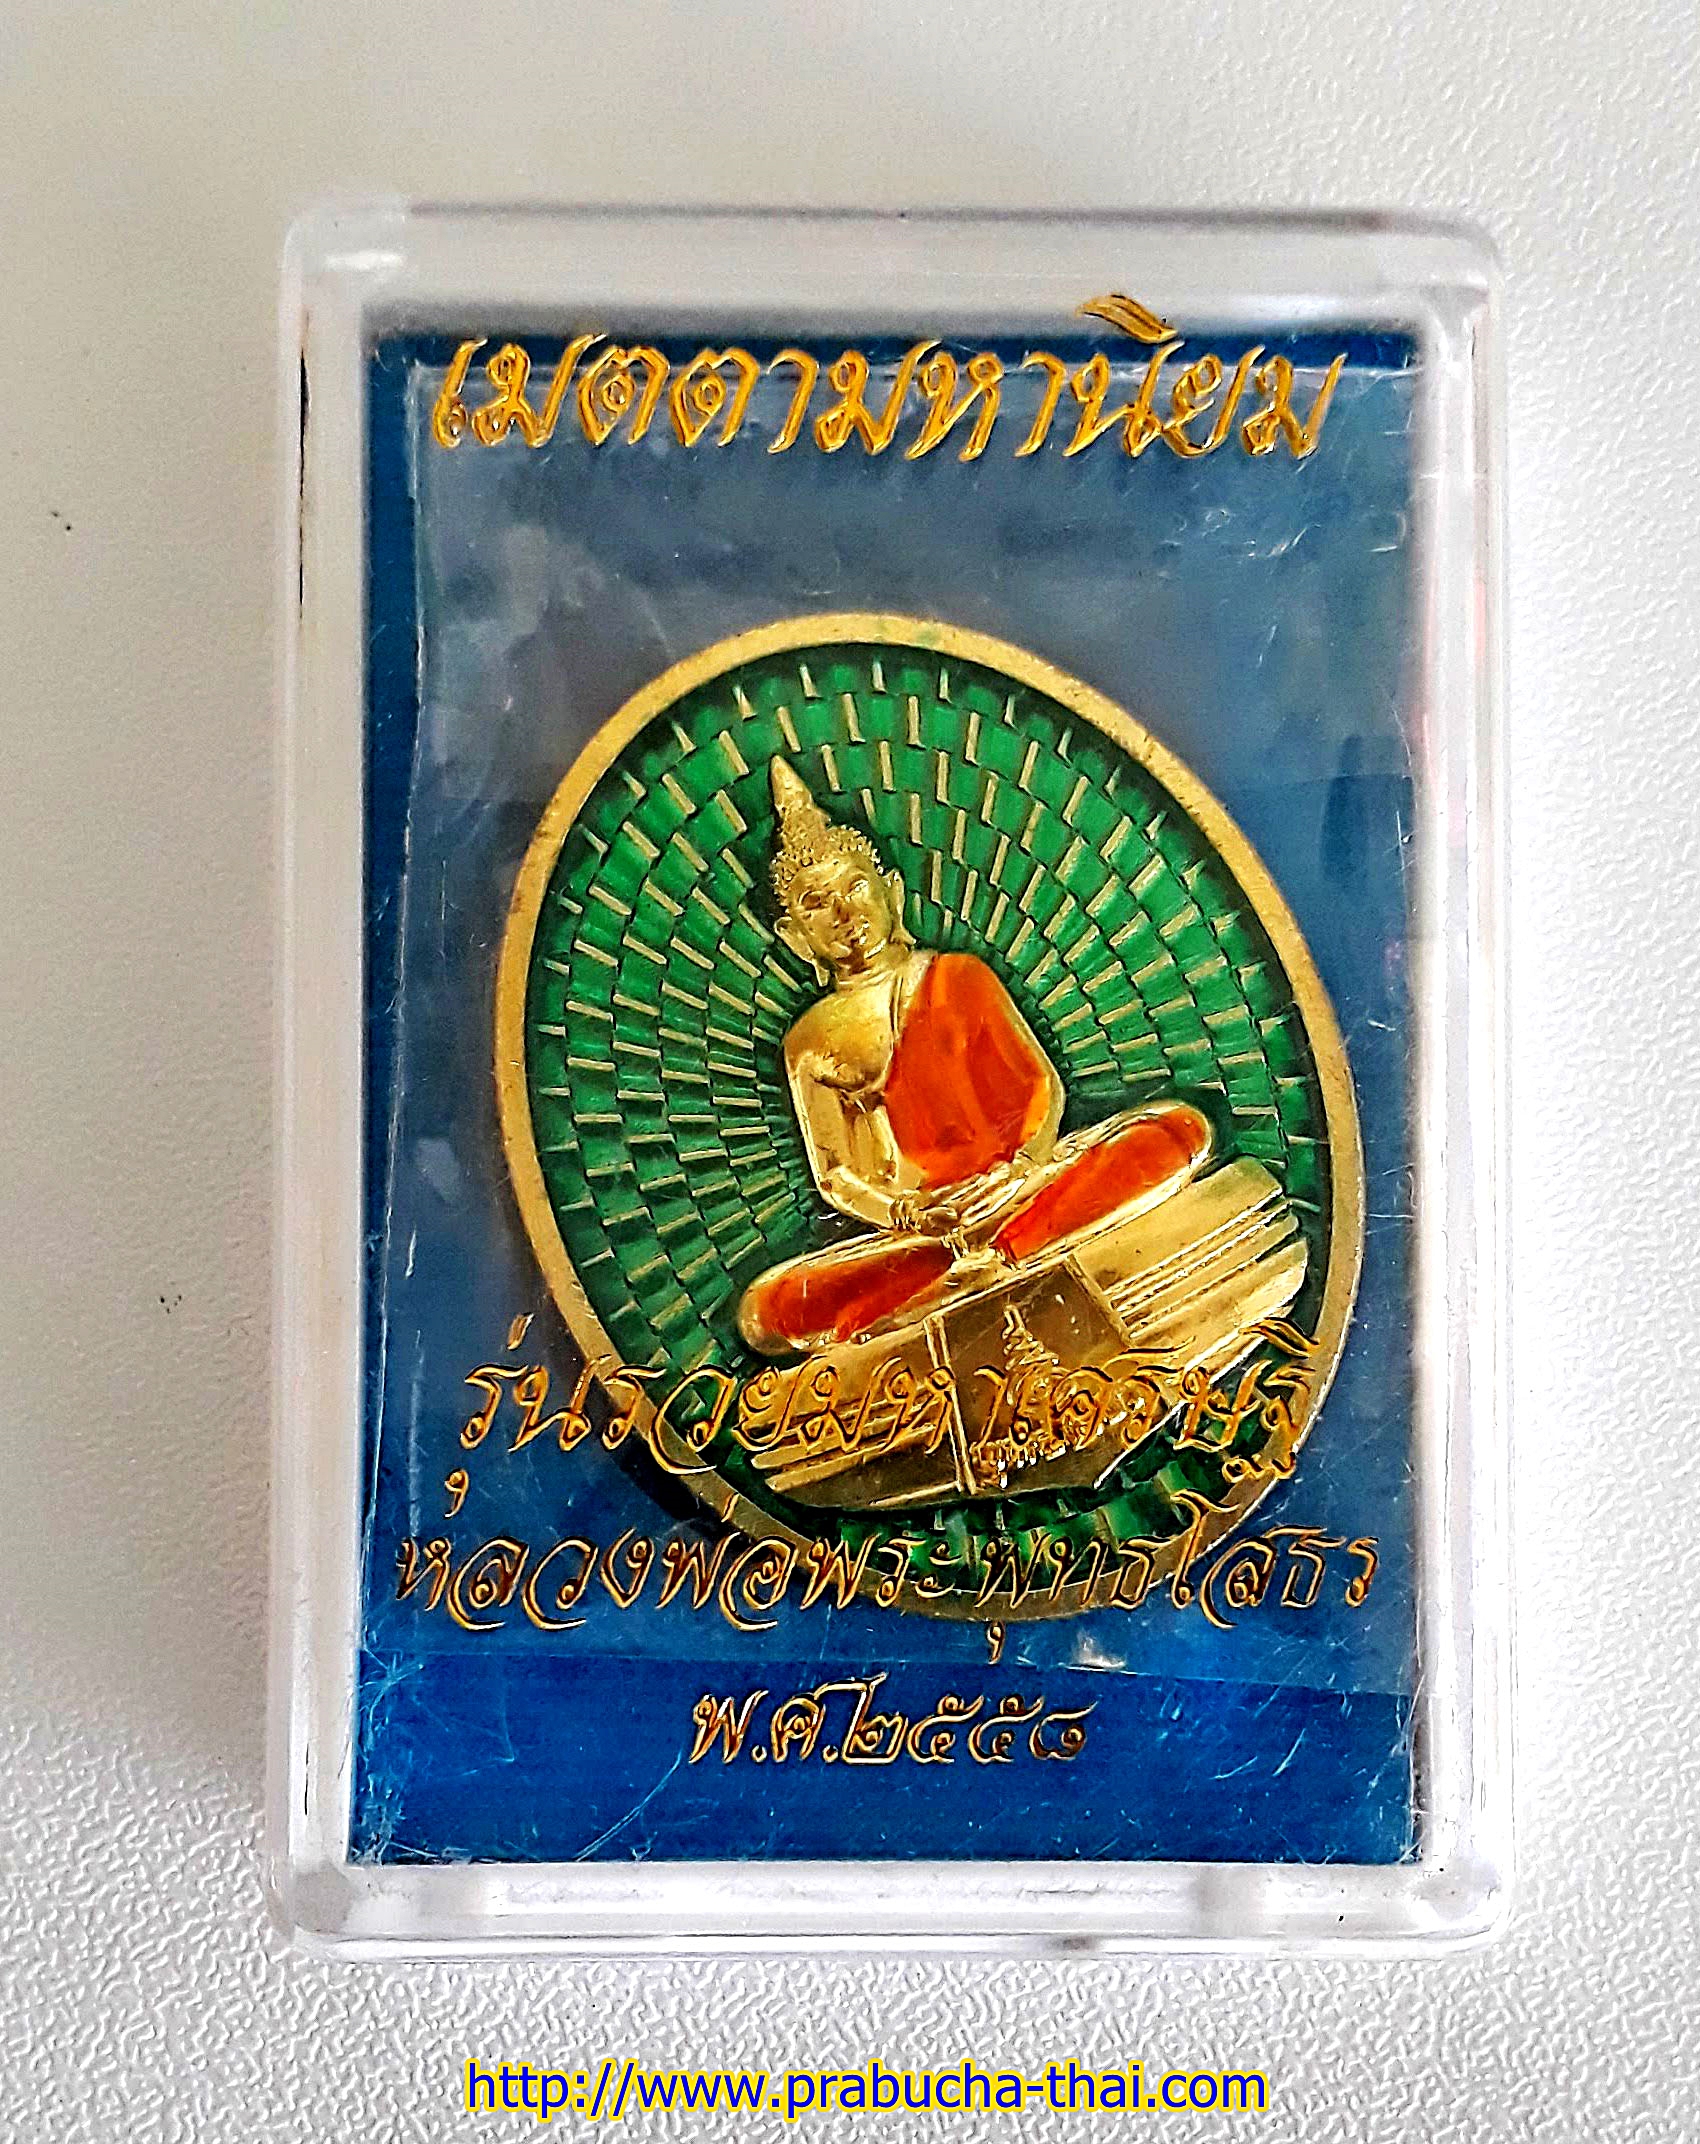 เมตตามหานิยม
รุ่นรวยมหาเศรษฐี
หลวงพ่อพระพุทธโสธร
พ.ศ.๒๕๕๘
http://www.prabucha-thai.com